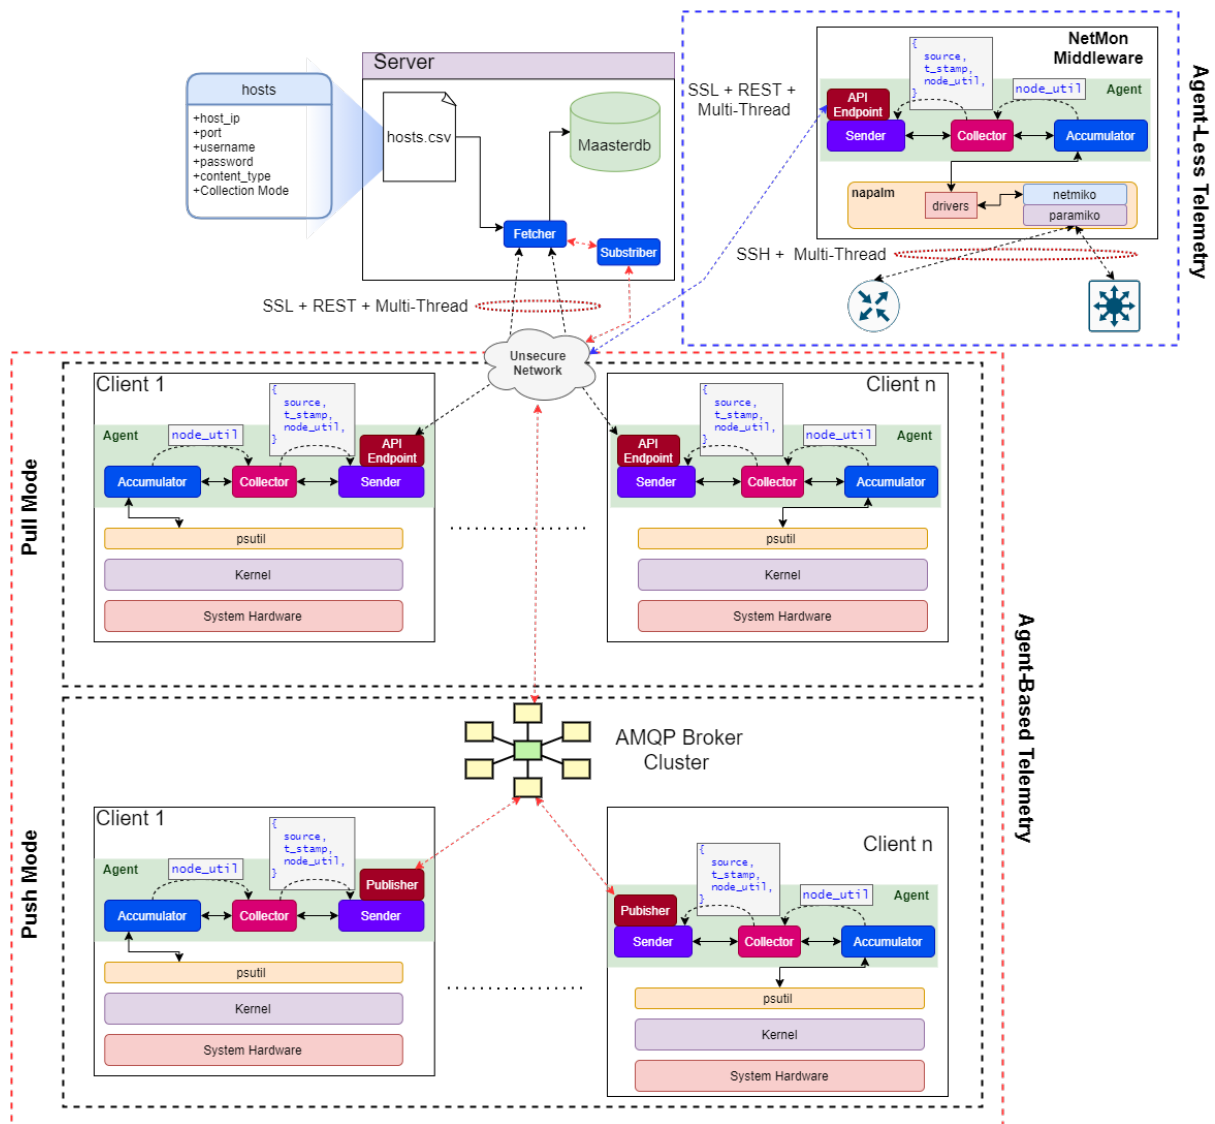 Server
hosts
+host_ip
+port
+username
+password
+content_type
+Collection Mode
hosts.csv
Maasterdb
Fetcher
Substriber
SSL + REST + Multi-Thread
Unsecure
Network
SSL + REST +
Multi-Thread
NetMon
Middleware
{
source,
t_stamp,
node_util,
}
node_util
Agent
API
Endpoint
Sender
Collector
Accumulator
napalm
drivers
netmiko
paramiko
SSH + Multi-Thread
Agent-Less Telemetry
Pull Mode
Client 1
{
source,
t_stamp,
node_util,
}
Agent
node_util
API
Endpoint
Accumulator
Collector
Sender
psutil
Kernel
System Hardware
Client n
{
source,
t_stamp,
node_util,
}
node_util
Agent
API
Endpoint
Sender
Collector
Accumulator
psutil
Kernel
System Hardware
Agent-Based Telemetry
Push Mode
AMQP Broker
Cluster
Client 1
{
source,
t_stamp,
node_util,
}
Agent
node_util
Publisher
Accumulator
Collector
Sender
psutil
Kernel
System Hardware
Client n
{
source,
t_stamp,
node_util,
}
node_util
Agent
Pubisher
Sender
Collector
Accumulator
psutil
Kernel
System Hardware